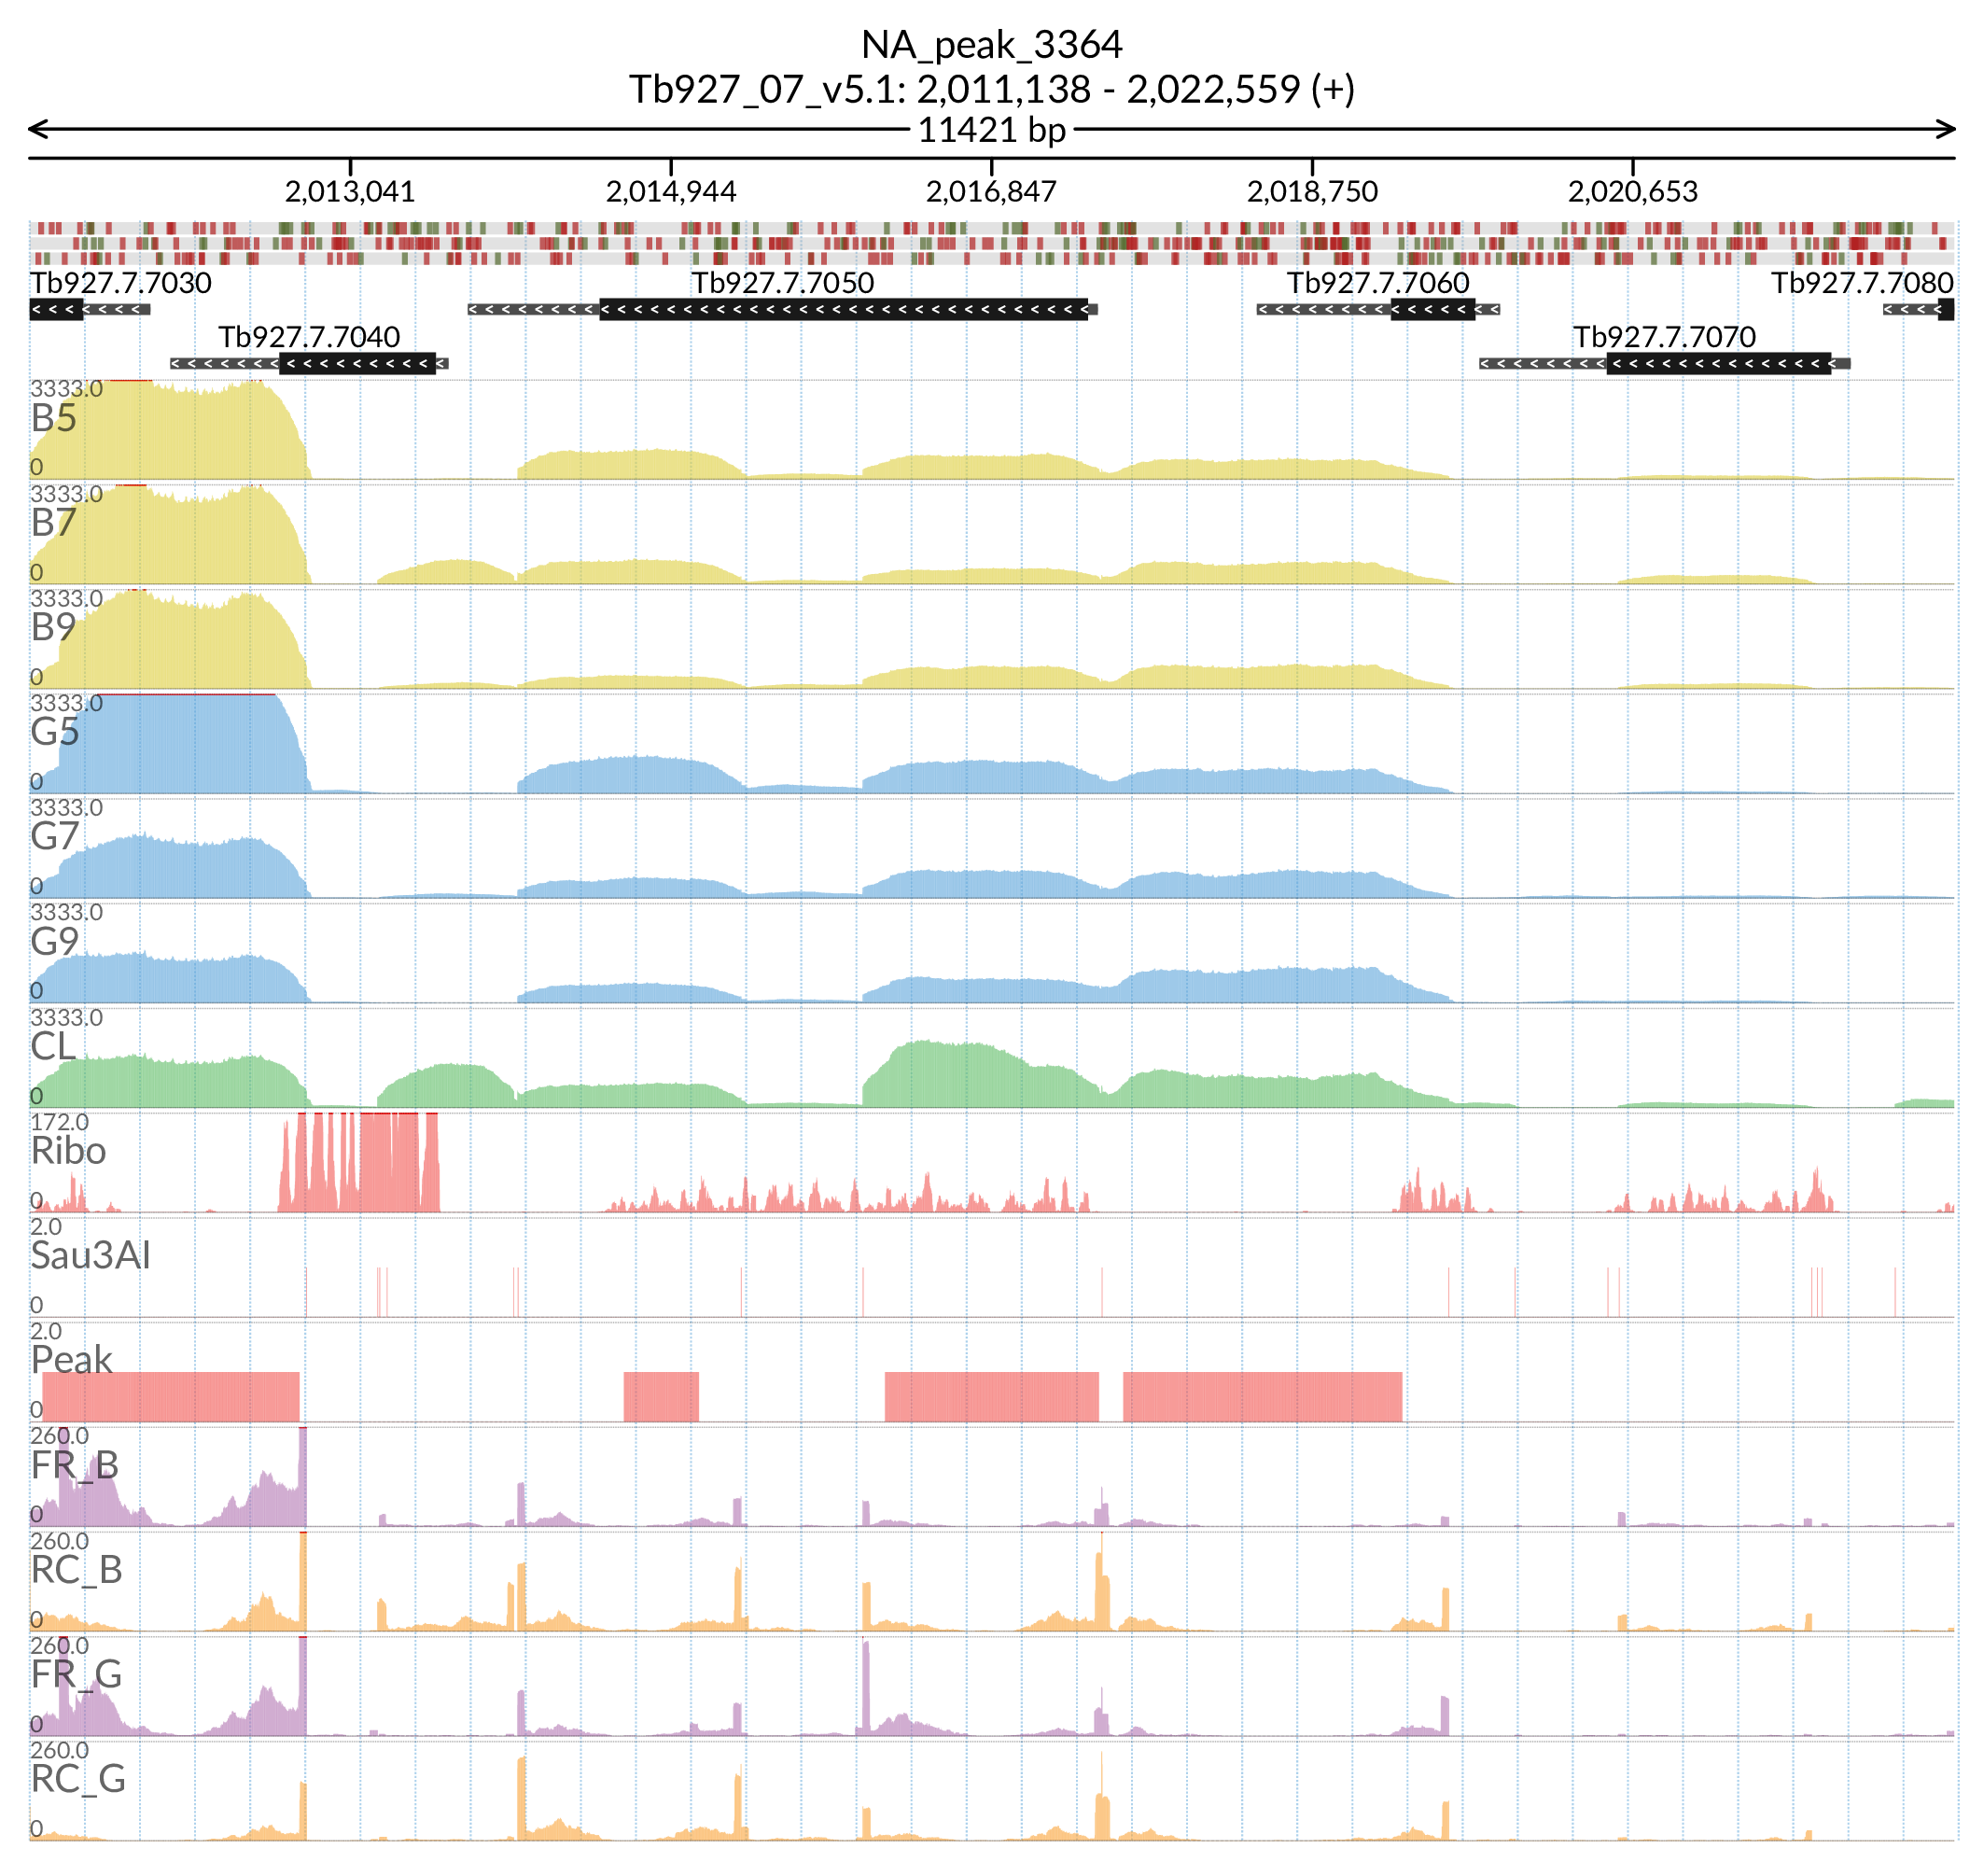 NA_peak_3364
Tb927_07_v5.1: 2,011,138 - 2,022,559 (+)
11421 bp
2,013,041 2,014,944 2,016,847 2,018,750 2,020,653
Tb927.7.7030 Tb927.7.7050 Tb927.7.7060 Tb927.7.7080
Tb927.7.7040 Tb927.7.7070
3333.0
B5
0
3333.0
B7
0
3333.0
B9
0
3333.0
G5
0
3333.0
G7
0
3333.0
G9
0
3333.0
CL
0
172.0
Ribo
0
2.0
Sau3AI
0
2.0
Peak
0
260.0
FR_B
0
260.0
RC_B
0
260.0
FR_G
0
260.0
RC_G
0